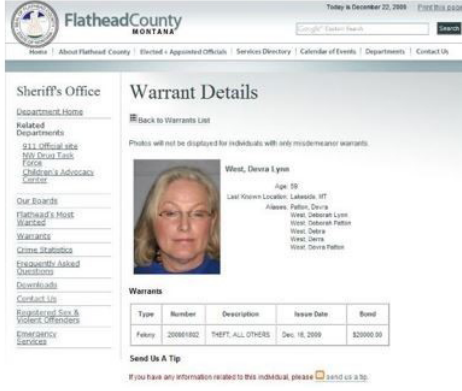 Today is December 22, 2009 Print this page
FlatheadCounty
MONTANA
Google Custom Search
Search
Home About Flathead County Elected & Appointed Officials Services Directory Calendar of Events Departments Contact Us
Sheriff's Office
Department Home
Related
Departments
911 Official site
NW Drug Task
Force
Children's Advocacy
Center
Our Boards
Flathead's Most
Wanted
Warrants
Crime Statistics
Frequently Asked
Questions
Downloads
Contact Us
Registered Sex &
Violent Offenders
Emergency
Services
Warrant Details
Back to Warrants List
Photos will not be displayed for individuals with only misdemeanor warrants.
West, Devra Lynn
Age: 59
Last Known Location: Lakeside, MT
Aliases: Patton, Devra
West, Deborah Lynn
West, Deborah Patton
West, Debra
West, Derra
West, Devra Patton
Warrants
Type Number Description Issue Date Bond
Felony 200901802 THEFT, ALL OTHERS Dec. 16, 2009 $20000.00
Send Us A Tip
If you have any information related to this individual, please send us a tip.